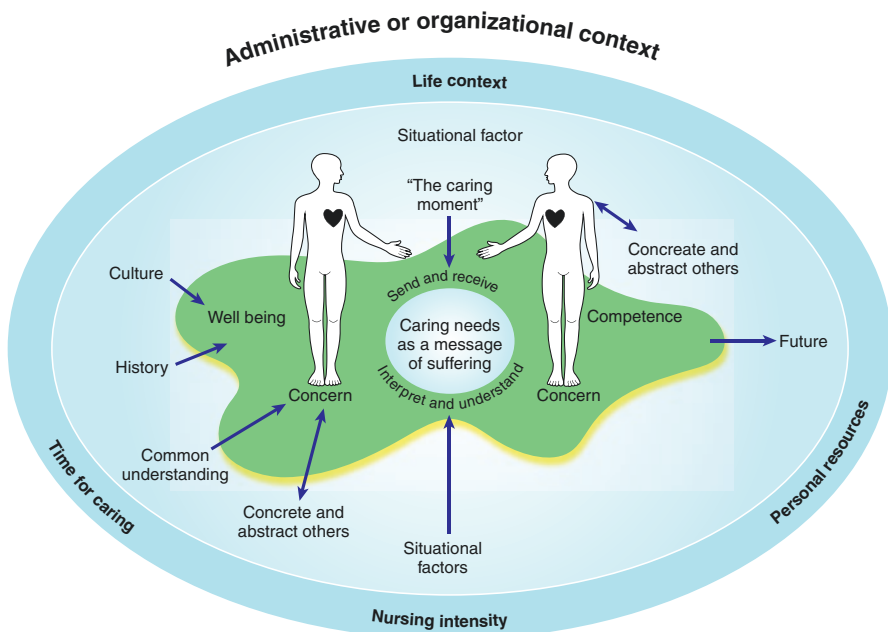 Administrative or organizational context
Life context
Situational factor
“The caring
moment”
Concreate and
abstract others
Culture
Send and receive
Well being
Caring needs
as a message
of suffering
Competence
Future
History
Interpret and understand
Concern
Concern
Common
understanding
Concrete and
abstract others
Situational
factors
Time for caring
Personal resources
Nursing intensity